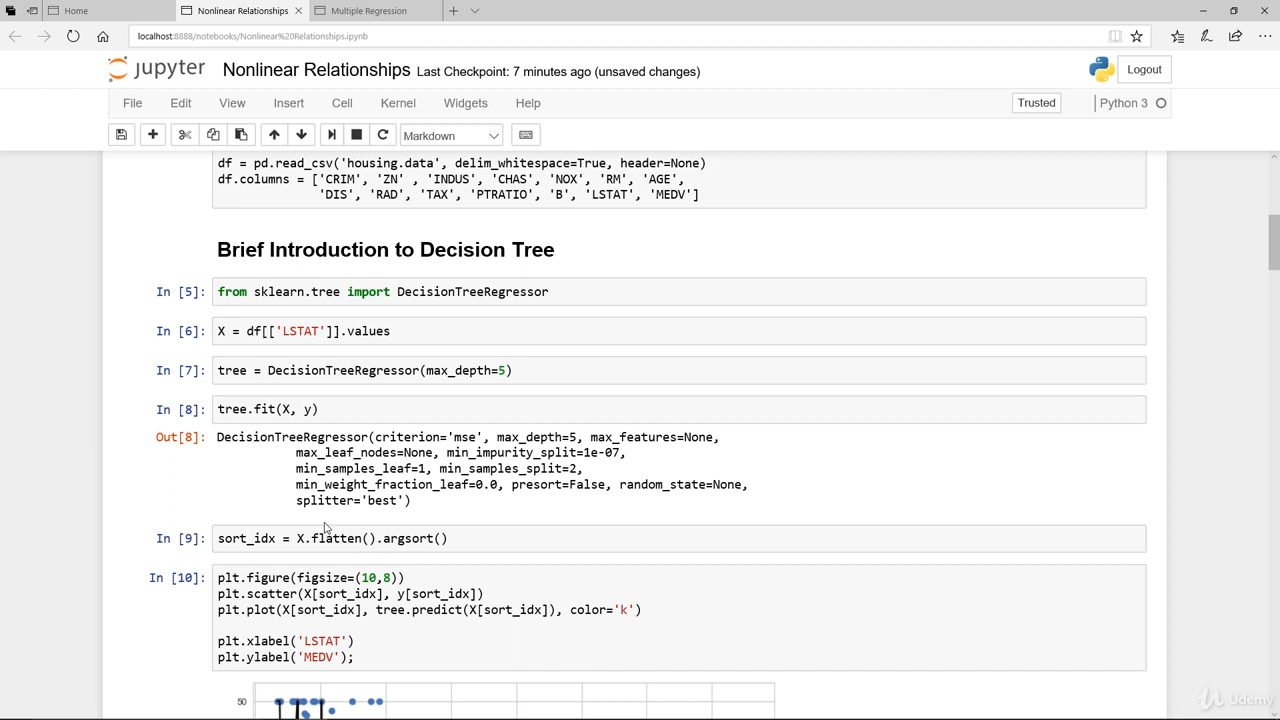 Home
Nonlinear Relationships
Multiple Regression
localhost:8888/notebooks/Nonlinear%20Relationships.ipynb
jupyter Nonlinear Relationships Last Checkpoint: 7 minutes ago (unsaved changes)
Logout
File Edit View Insert Cell Kernel Widgets Help
Trusted
Python 3
Markdown
df = pd.read_csv('housing.data', delim_whitespace=True, header=None)
df.columns = ['CRIM', 'ZN' , 'INDUS', 'CHAS', 'NOX', 'RM', 'AGE',
'DIS', 'RAD', 'TAX', 'PTRATIO', 'B', 'LSTAT', 'MEDV']
Brief Introduction to Decision Tree
In [5]: from sklearn.tree import DecisionTreeRegressor
In [6]: X = df[['LSTAT']].values
In [7]: tree = DecisionTreeRegressor(max_depth=5)
In [8]: tree.fit(X, y)
Out[8]: DecisionTreeRegressor(criterion='mse', max_depth=5, max_features=None,
max_leaf_nodes=None, min_impurity_split=1e-07,
min_samples_leaf=1, min_samples_split=2,
min_weight_fraction_leaf=0.0, presort=False, random_state=None,
splitter='best')
In [9]: sort_idx = X.flatten().argsort()
In [10]: plt.figure(figsize=(10,8))
plt.scatter(X[sort_idx], y[sort_idx])
plt.plot(X[sort_idx], tree.predict(X[sort_idx]), color='k')
plt.xlabel('LSTAT')
plt.ylabel('MEDV');
50
Udemy